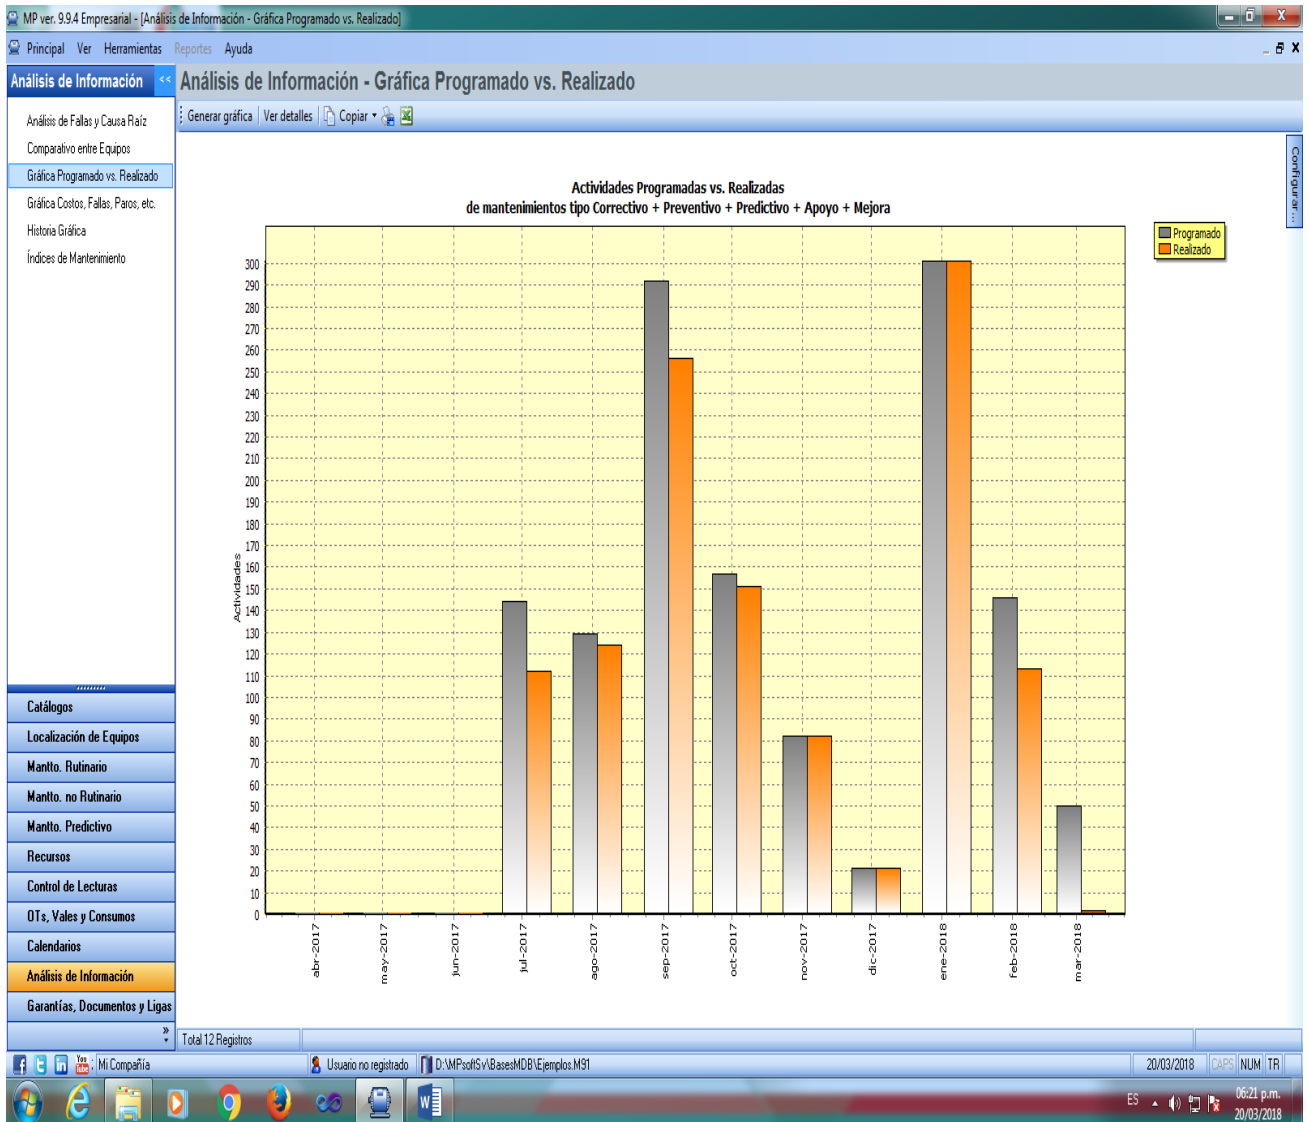 MP ver. 9.9.4 Empresarial - [Análisis de Información - Gráfica Programado vs. Realizado]
Principal Ver Herramientas Reportes Ayuda
Análisis de Información <<
Análisis de Información - Gráfica Programado vs. Realizado
Generar gráfica Ver detalles Copiar
Análisis de Fallas y Causa Raíz
Comparativo entre Equipos
Gráfica Programado vs. Realizado
Gráfica Costos, Fallas, Paros, etc.
Historia Gráfica
Índices de Mantenimiento
Configurar ...
Actividades Programadas vs. Realizadas
de mantenimientos tipo Correctivo + Preventivo + Predictivo + Apoyo + Mejora
Programado
Realizado
300
290
280
270
260
250
240
230
220
210
200
190
180
170
160
150
140
130
120
110
100
90
80
70
60
50
40
30
20
10
0
Actividades
abr-2017
may-2017
jun-2017
jul-2017
ago-2017
sep-2017
oct-2017
nov-2017
dic-2017
ene-2018
feb-2018
mar-2018
Catálogos
Localización de Equipos
Mantto. Rutinario
Mantto. no Rutinario
Mantto. Predictivo
Recursos
Control de Lecturas
OTs, Vales y Consumos
Calendarios
Análisis de Información
Garantías, Documentos y Ligas
Total 12 Registros
You Tube : Mi Compañía
Usuario no registrado
D:\MPsoftSv\BasesMDB\Ejemplos.M91
20/03/2018 CAPS NUM TR
ES
06:21 p.m.
20/03/2018